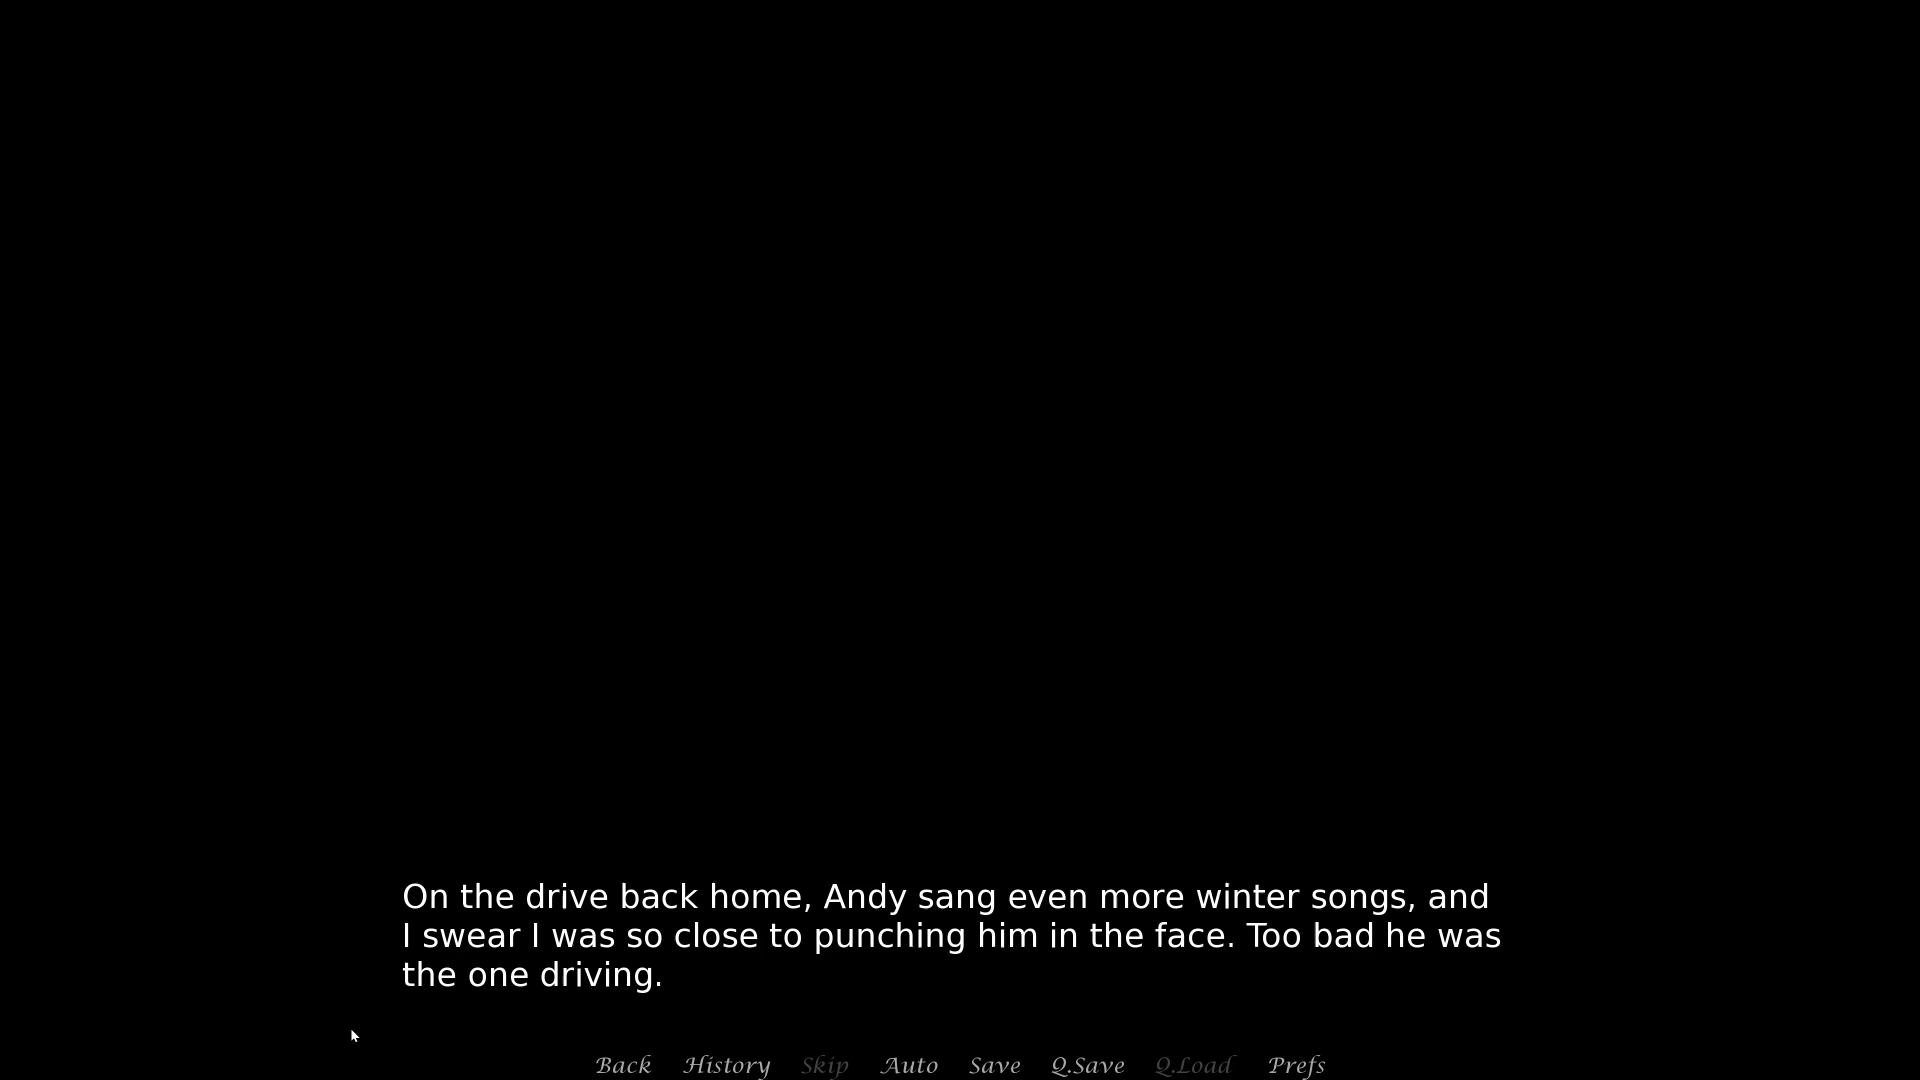 On the drive back home, Andy sang even more winter songs, and
I swear I was so close to punching him in the face. Too bad he was
the one driving.
Back History Skip Auto Save Q.Save Q.Load Prefs